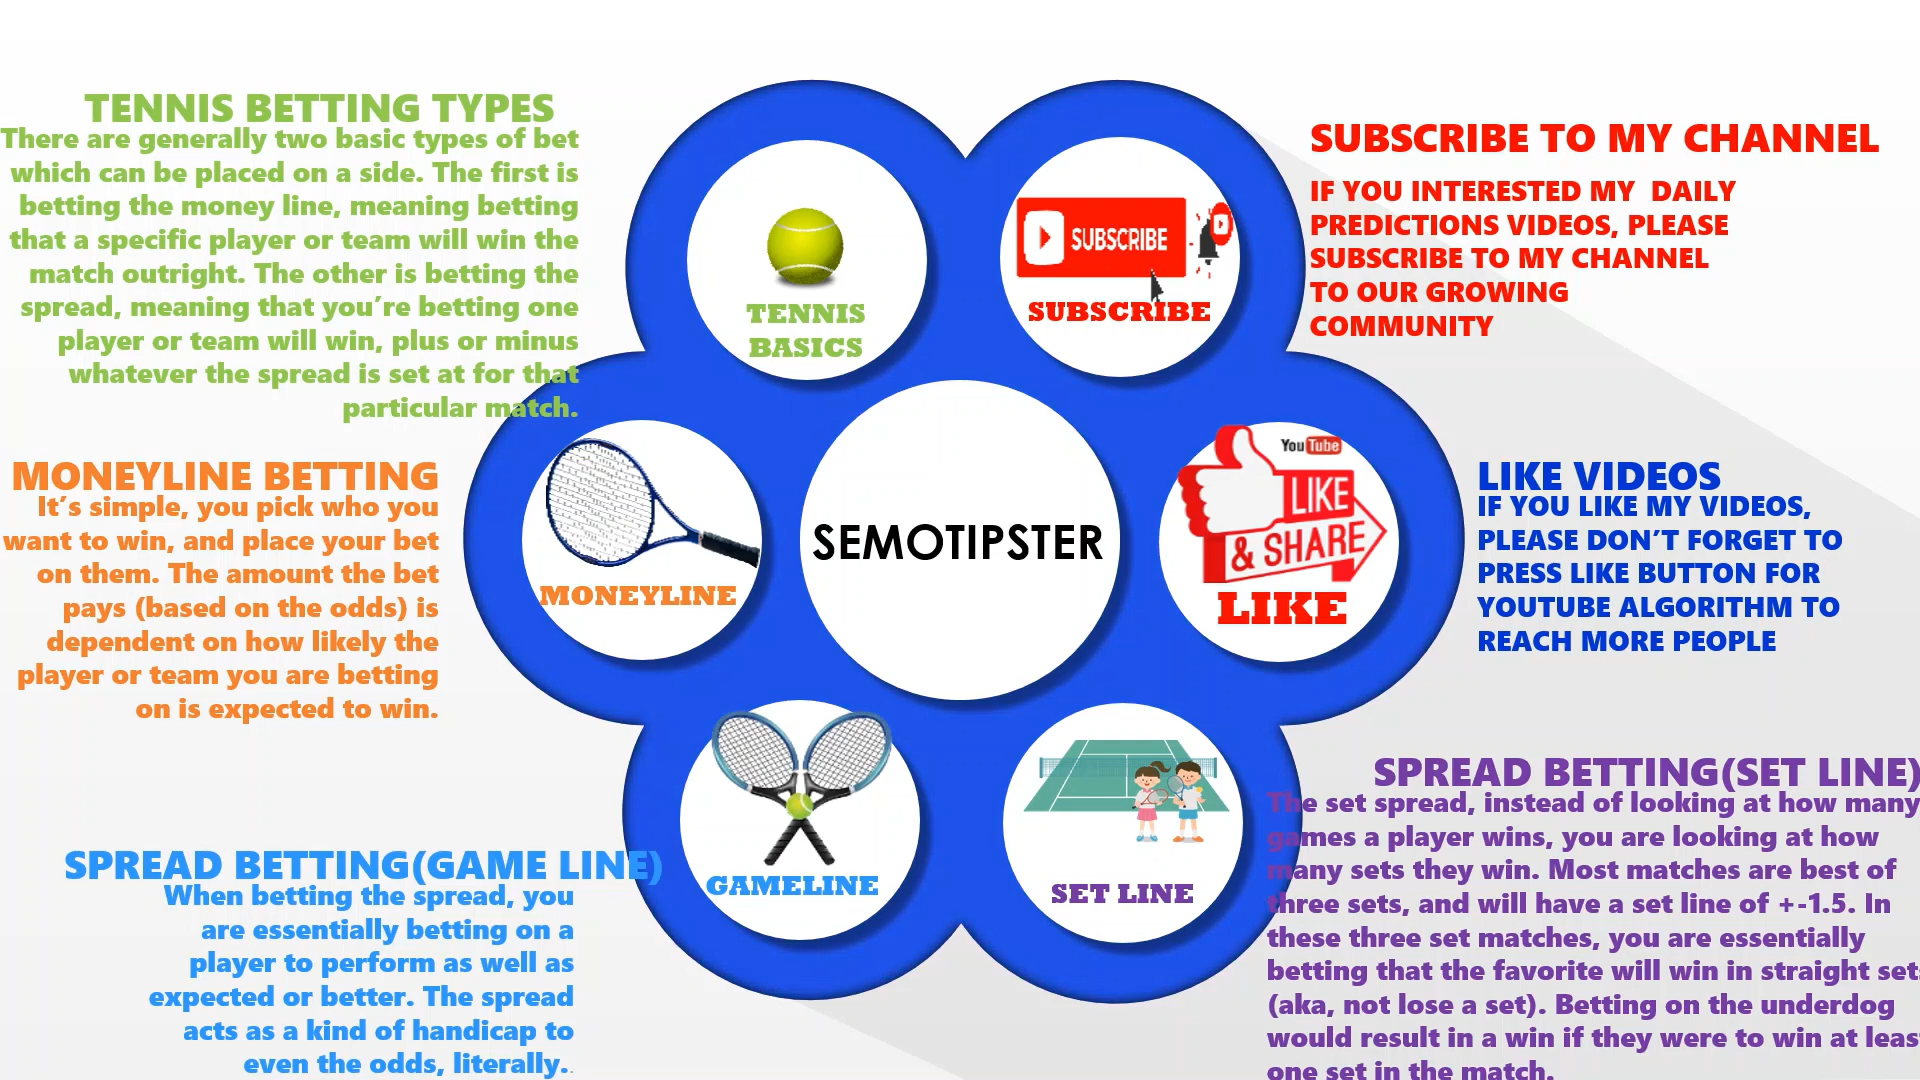 TENNIS BETTING TYPES
There are generally two basic types of bet
which can be placed on a side. The first is
betting the money line, meaning betting
that a specific player or team will win the
match outright. The other is betting the
spread, meaning that you’re betting one
player or team will win, plus or minus
whatever the spread is set at for that
particular match.
MONEYLINE BETTING
It’s simple, you pick who you
want to win, and place your bet
on them. The amount the bet
pays (based on the odds) is
dependent on how likely the
player or team you are betting
on is expected to win.
SPREAD BETTING(GAME LINE)
When betting the spread, you
are essentially betting on a
player to perform as well as
expected or better. The spread
acts as a kind of handicap to
even the odds, literally..
TENNIS
BASICS
SUBSCRIBE
SUBSCRIBE
MONEYLINE
SEMOTIPSTER
YouTube
LIKE
& SHARE
LIKE
GAMELINE
SET LINE
SUBSCRIBE TO MY CHANNEL
IF YOU INTERESTED MY  DAILY
PREDICTIONS VIDEOS, PLEASE
SUBSCRIBE TO MY CHANNEL
TO OUR GROWING
COMMUNITY
LIKE VIDEOS
IF YOU LIKE MY VIDEOS,
PLEASE DON’T FORGET TO
PRESS LIKE BUTTON FOR
YOUTUBE ALGORITHM TO
REACH MORE PEOPLE
SPREAD BETTING(SET LINE)
The set spread, instead of looking at how many
games a player wins, you are looking at how
many sets they win. Most matches are best of
three sets, and will have a set line of +-1.5. In
these three set matches, you are essentially
betting that the favorite will win in straight sets
(aka, not lose a set). Betting on the underdog
would result in a win if they were to win at least
one set in the match.